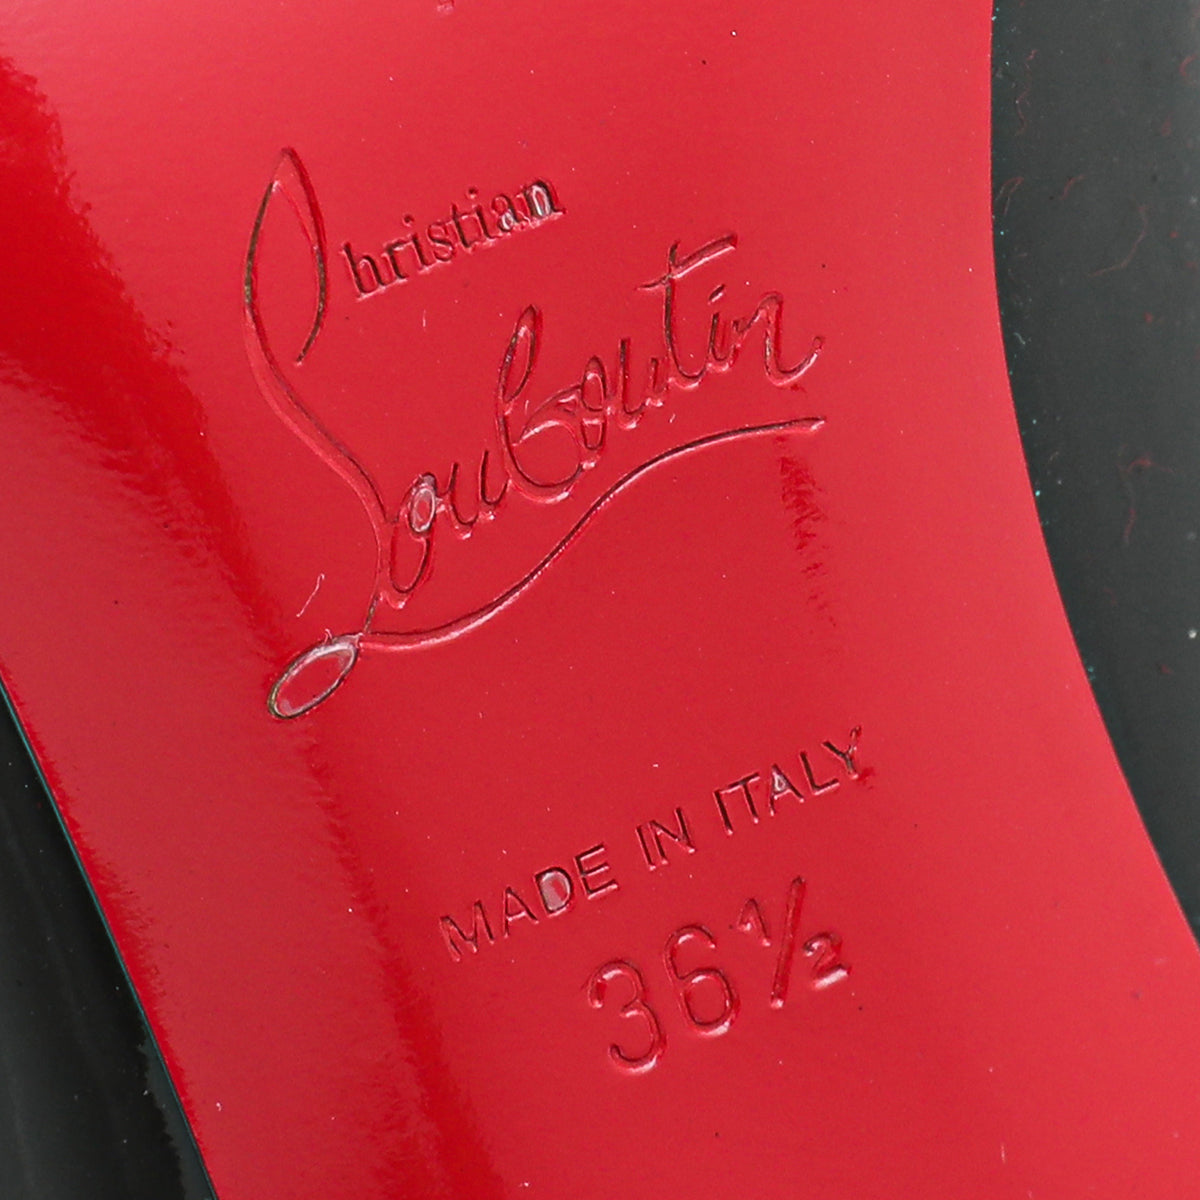 Christian
Louboutin
MADE IN ITALY
36½